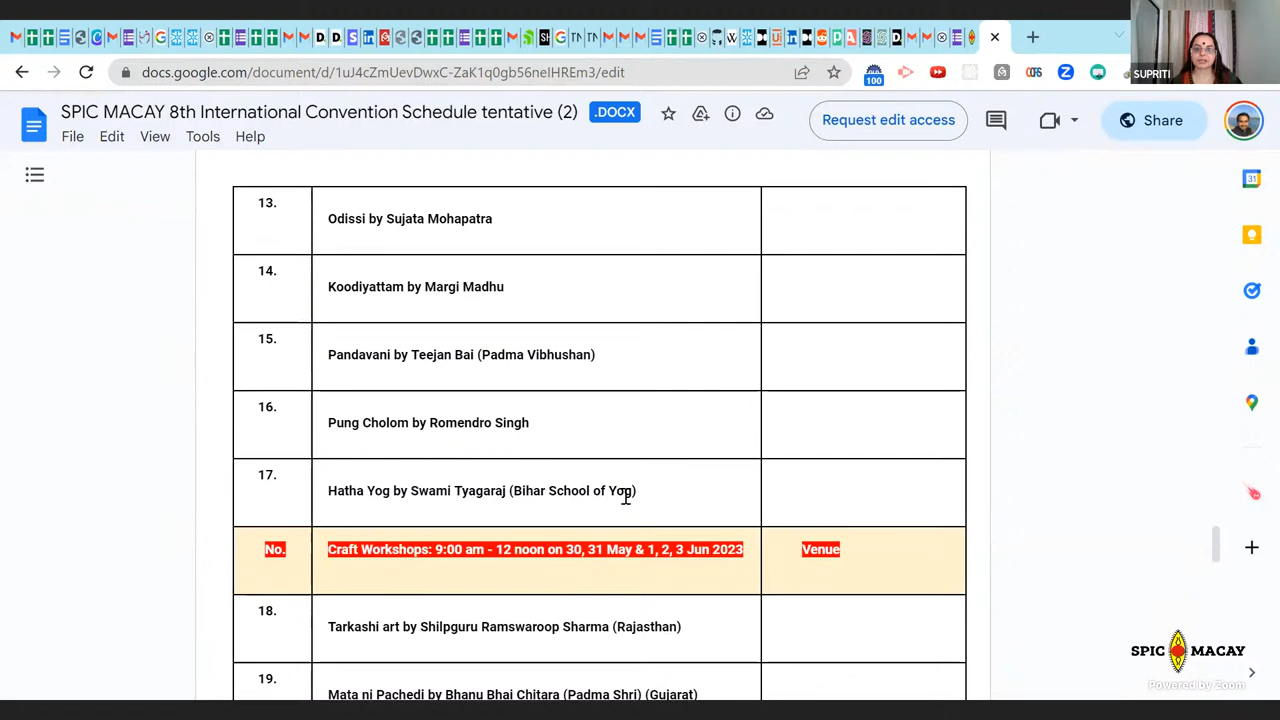 SUPRITI
docs.google.com/document/d/1uJ4cZmUevDwxC-ZaK1q0gb56neIHREm3/edit
100
SPIC MACAY 8th International Convention Schedule tentative (2)
.DOCX
File Edit View Tools Help
Request edit access
Share
31
13.
Odissi by Sujata Mohapatra
14.
Koodiyattam by Margi Madhu
15.
Pandavani by Teejan Bai (Padma Vibhushan)
16.
Pung Cholom by Romendro Singh
17.
Hatha Yog by Swami Tyagaraj (Bihar School of Yog)
No. Craft Workshops: 9:00 am - 12 noon on 30, 31 May & 1, 2, 3 Jun 2023 Venue
18.
Tarkashi art by Shilpguru Ramswaroop Sharma (Rajasthan)
19.
Mata ni Pachedi by Bhanu Bhai Chitara (Padma Shri) (Gujarat)
SPIC MACAY
Powered by Zoom